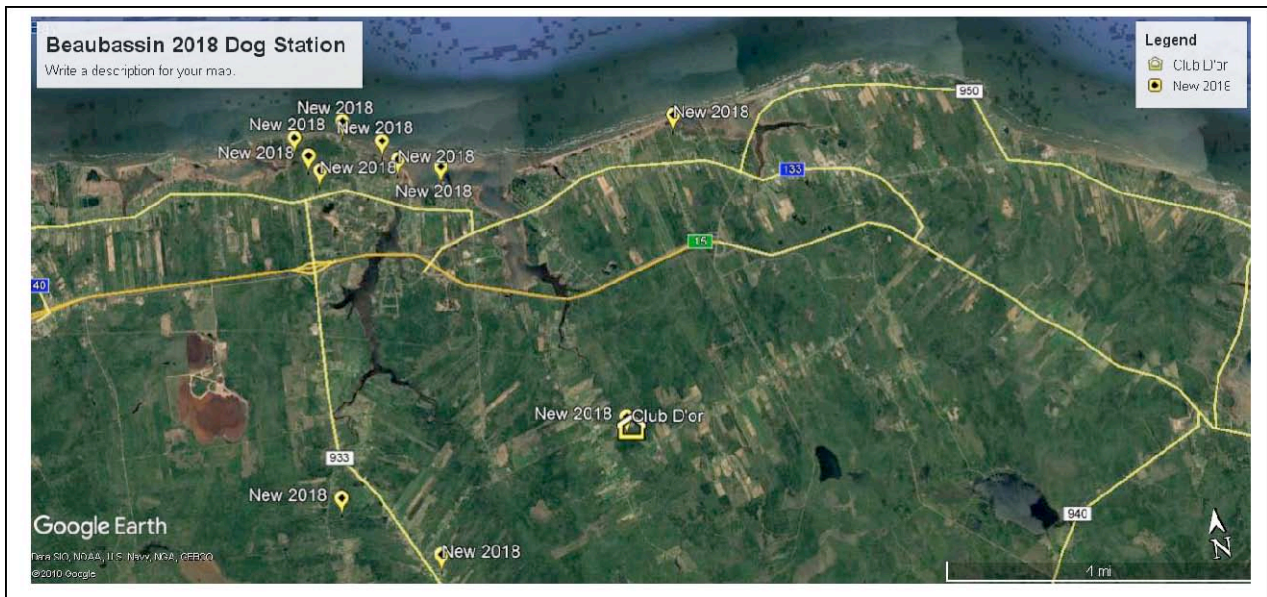 Beaubassin 2018 Dog Station
Write a description for your map.
Legend
Club D'or
New 2018
950
New 2018
New 2018
New 2018
New 2018
New 2018
New 2018
New 2018
New 2018
133
15
40
New 2018
Club D'or
933
New 2018
940
New 2018
Google Earth
Data SIO, NOAA, U.S. Navy, NGA, GEBCO
©2018 Google
N
4 mi